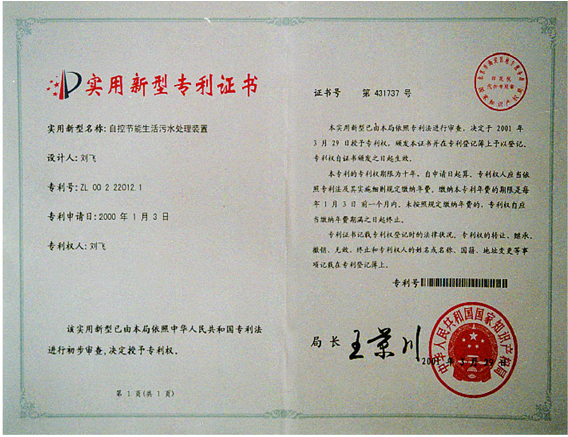 实用新型专利证书
实用新型名称:自控节能生活污水处理装置
设计人:刘飞
专利号:ZL 00 2 22012.1
专利申请日:2000 年 1 月 3 日
专利权人:刘飞
该实用新型已由本局依照中华人民共和国专利法
进行初步审查,决定授予专利权。
第 1 页(共 1 页)
证书号 第 431737 号
本实用新型已由本局依照专利法进行审查,决定于 2001 年
3 月 29 日授予专利权,颁发本证书并在专利登记簿上予以登记。
专利权自证书颁发之日起生效。
本专利的专利权期限为十年,自申请日起算。专利权人应当依
照专利法及其实施细则规定缴纳年费。缴纳本专利年费的期限是每
年 1 月 3 日前一个月内。未按照规定缴纳年费的,专利权自应
当缴纳年费期满之日起终止。
专利证书记载专利权登记时的法律状况。专利权的转让、继承、
撤销、无效、终止和专利权人的姓名或名称、国籍、地址变更等事
项记载在专利登记簿上。
专利号
局长 王景川
2001 年 3 月 29 日
中华人民共和国国家知识产权局